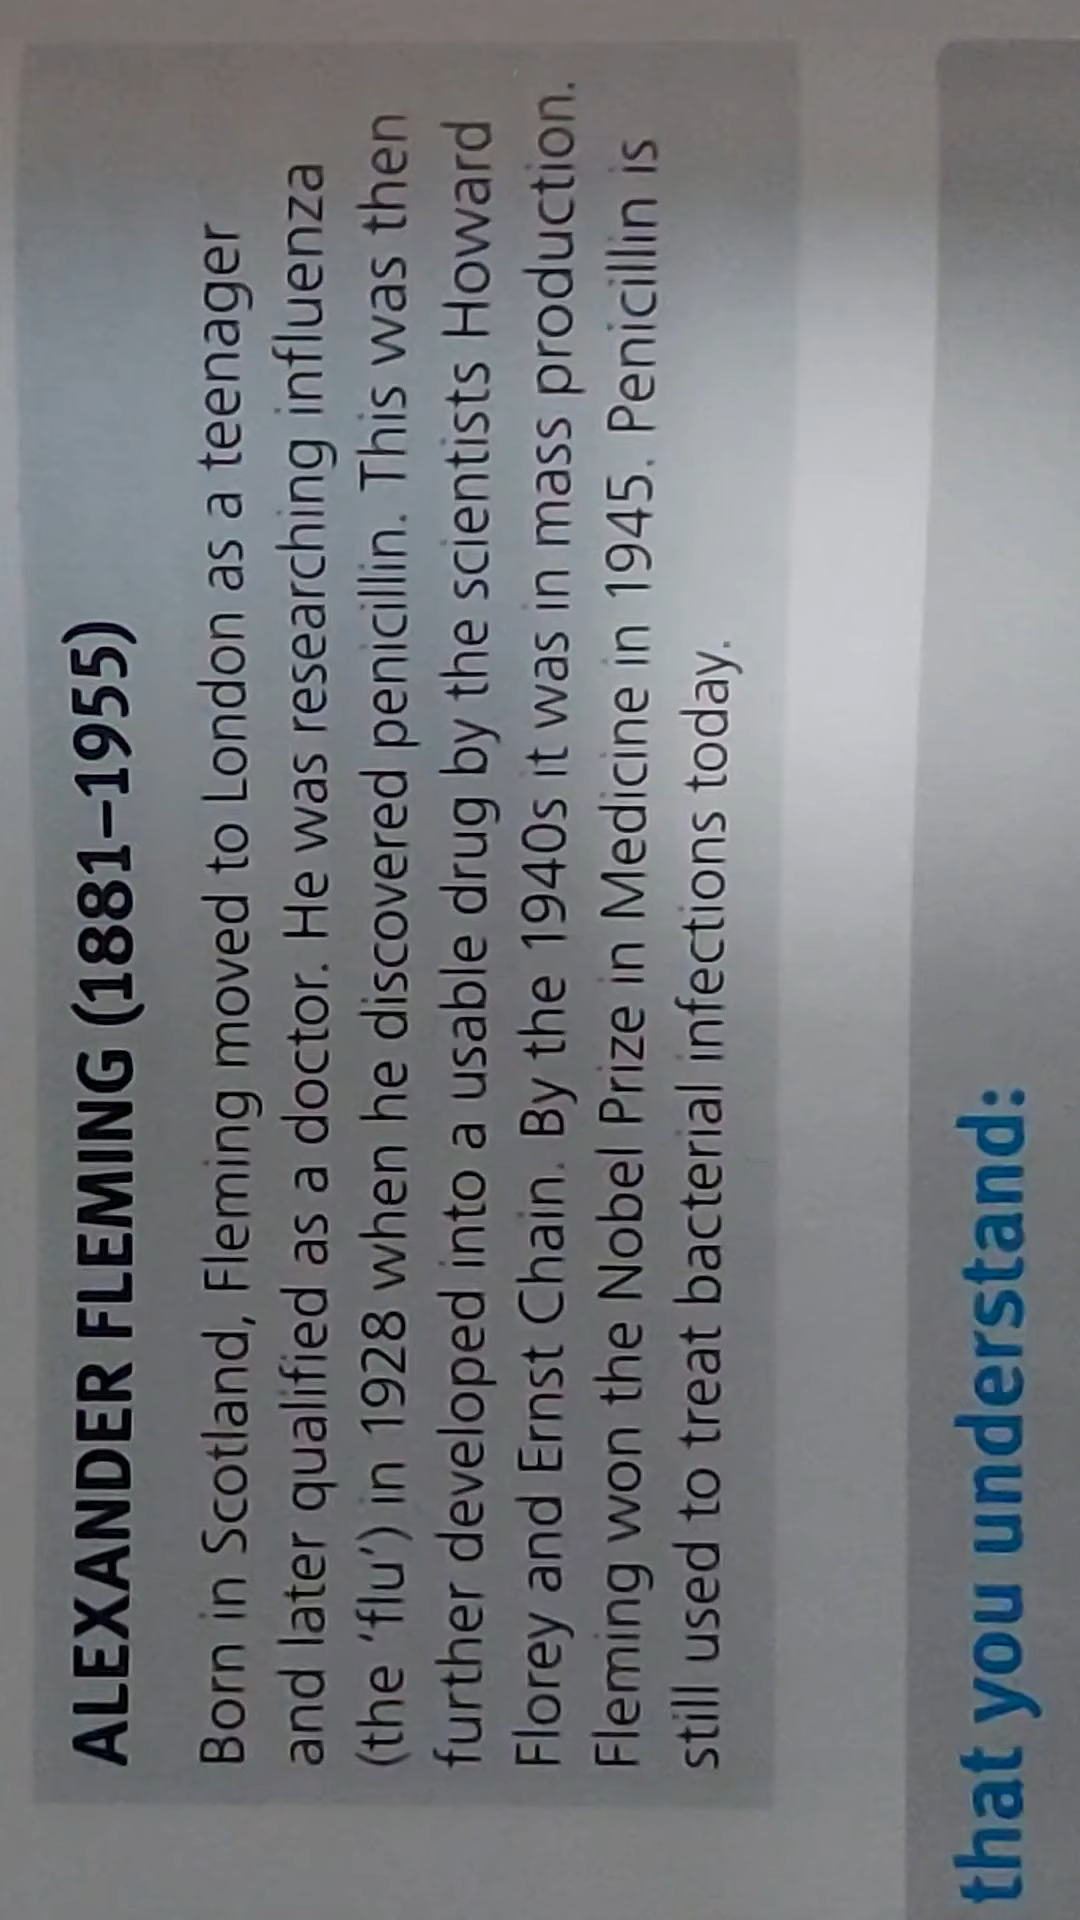 ALEXANDER FLEMING (1881–1955)
Born in Scotland, Fleming moved to London as a teenager
and later qualified as a doctor. He was researching influenza
(the ‘flu’) in 1928 when he discovered penicillin. This was then
further developed into a usable drug by the scientists Howard
Florey and Ernst Chain. By the 1940s it was in mass production.
Fleming won the Nobel Prize in Medicine in 1945. Penicillin is
still used to treat bacterial infections today.
that you understand: